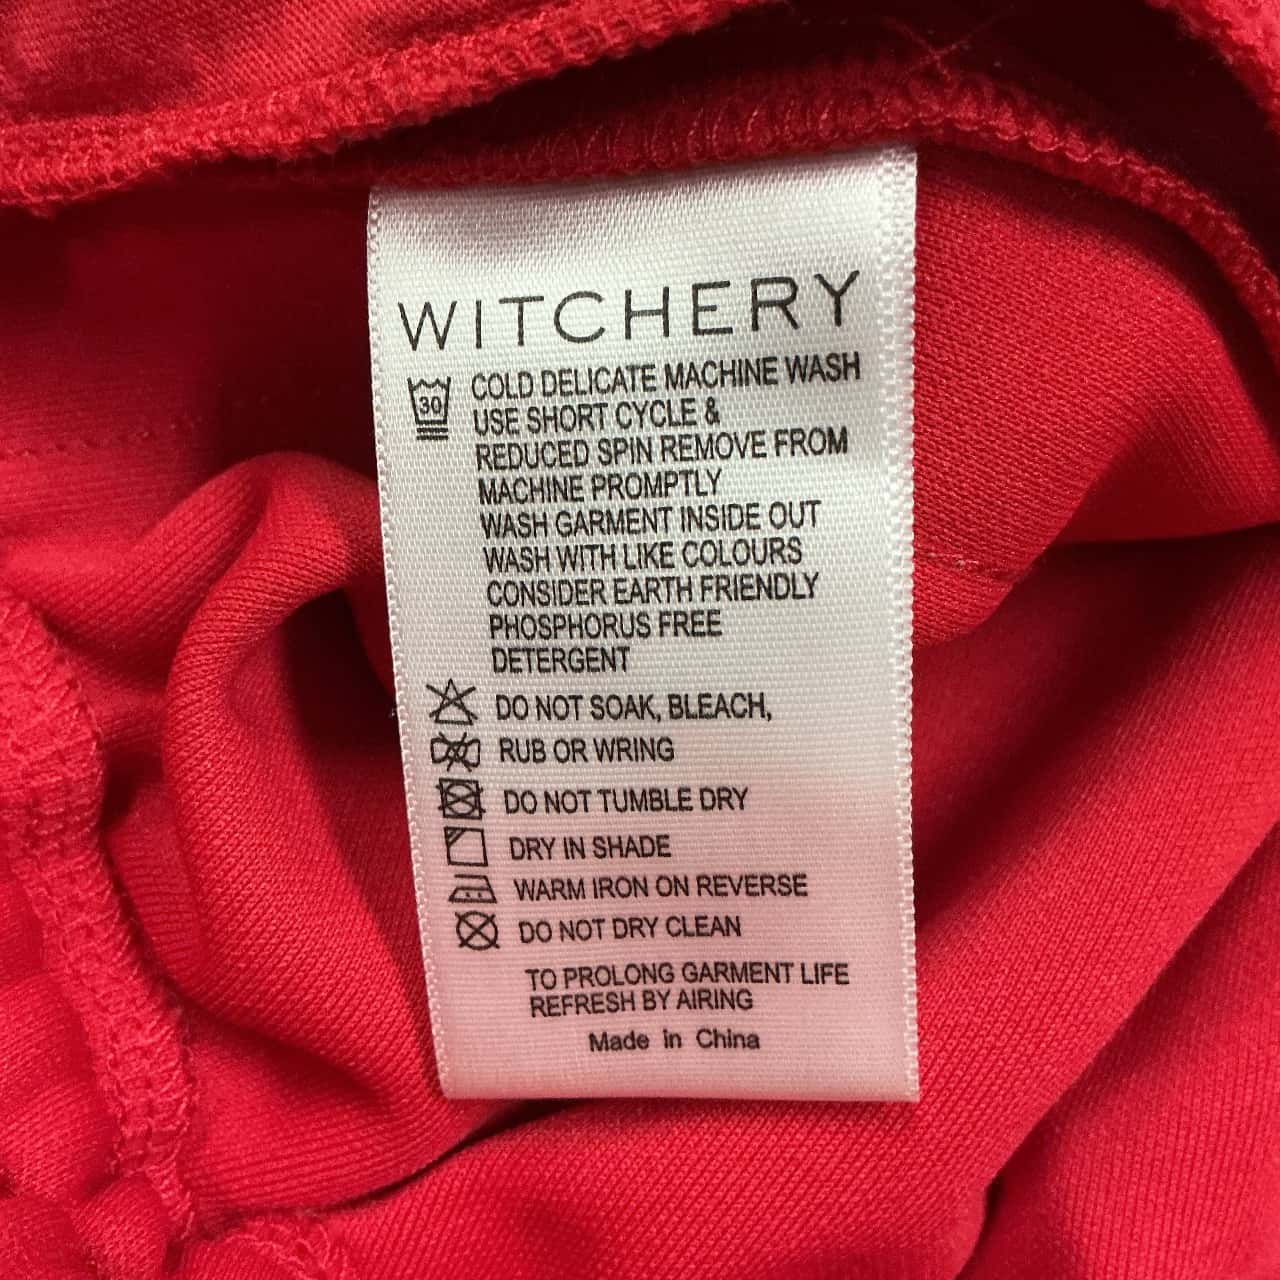 WITCHERY
30
COLD DELICATE MACHINE WASH
USE SHORT CYCLE &
REDUCED SPIN REMOVE FROM
MACHINE PROMPTLY
WASH GARMENT INSIDE OUT
WASH WITH LIKE COLOURS
CONSIDER EARTH FRIENDLY
PHOSPHORUS FREE
DETERGENT
DO NOT SOAK, BLEACH,
RUB OR WRING
DO NOT TUMBLE DRY
DRY IN SHADE
WARM IRON ON REVERSE
DO NOT DRY CLEAN
TO PROLONG GARMENT LIFE
REFRESH BY AIRING
Made in China